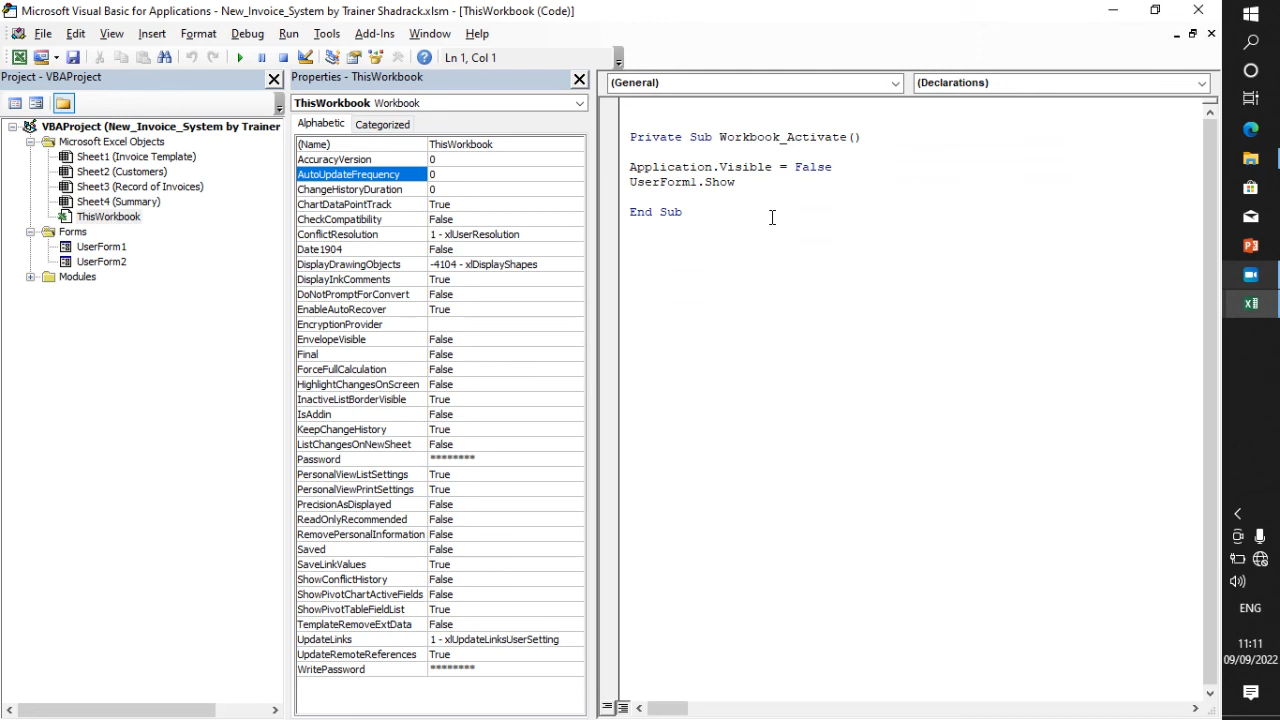 Microsoft Visual Basic for Applications - New_Invoice_System by Trainer Shadrack.xlsm - [ThisWorkbook (Code)]
File Edit View Insert Format Debug Run Tools Add-Ins Window Help
Ln 1, Col 1
Project - VBAProject
VBAProject (New_Invoice_System by Trainer
Microsoft Excel Objects
Sheet1 (Invoice Template)
Sheet2 (Customers)
Sheet3 (Record of Invoices)
Sheet4 (Summary)
ThisWorkbook
Forms
UserForm1
UserForm2
Modules
Properties - ThisWorkbook
ThisWorkbook Workbook
Alphabetic Categorized
(Name) ThisWorkbook
AccuracyVersion 0
AutoUpdateFrequency 0
ChangeHistoryDuration 0
ChartDataPointTrack True
CheckCompatibility False
ConflictResolution 1 - xlUserResolution
Date1904 False
DisplayDrawingObjects -4104 - xlDisplayShapes
DisplayInkComments True
DoNotPromptForConvert False
EnableAutoRecover True
EncryptionProvider
EnvelopeVisible False
Final False
ForceFullCalculation False
HighlightChangesOnScreen False
InactiveListBorderVisible True
IsAddin False
KeepChangeHistory True
ListChangesOnNewSheet False
Password ********
PersonalViewListSettings True
PersonalViewPrintSettings True
PrecisionAsDisplayed False
ReadOnlyRecommended False
RemovePersonalInformation False
Saved False
SaveLinkValues True
ShowConflictHistory False
ShowPivotChartActiveFields False
ShowPivotTableFieldList True
TemplateRemoveExtData False
UpdateLinks 1 - xlUpdateLinksUserSetting
UpdateRemoteReferences True
WritePassword ********
(General) (Declarations)
Private Sub Workbook_Activate()
Application.Visible = False
UserForm1.Show
End Sub
ENG
11:11
09/09/2022